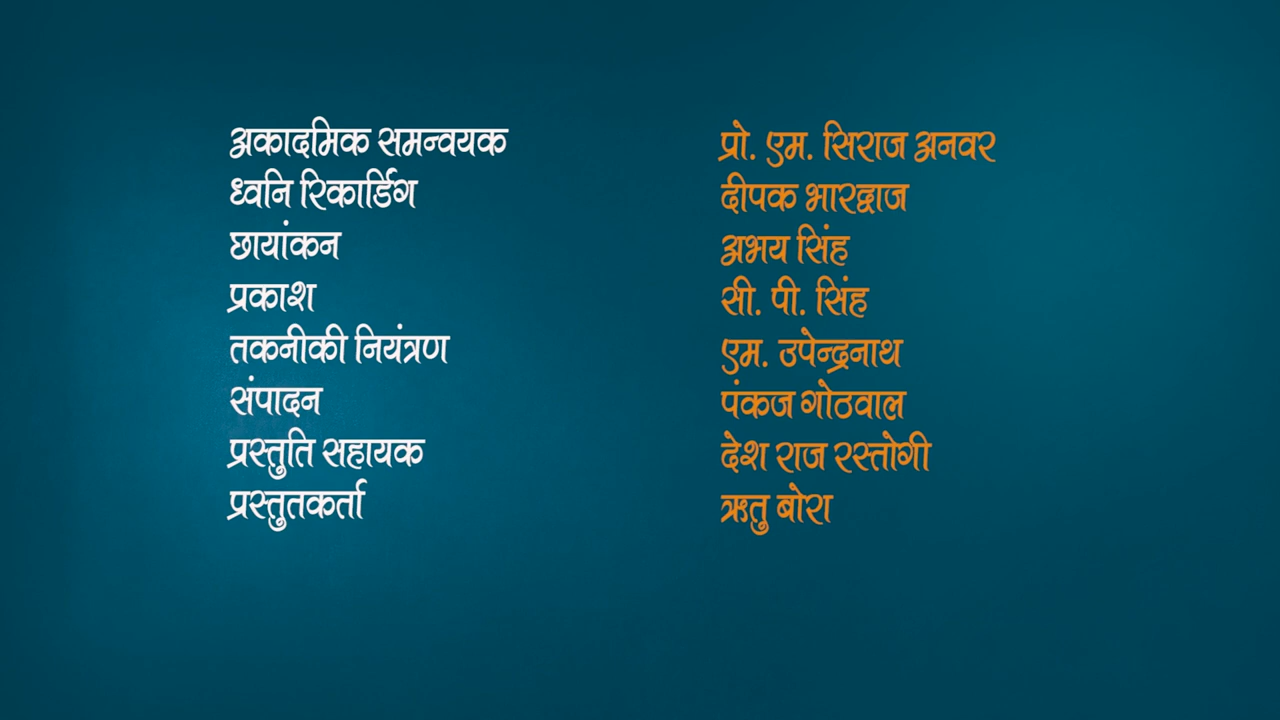 अकादमिक समन्वयक प्रो. एम. सिराज अनवर
ध्वनि रिकार्डिंग दीपक भारद्वाज
छायांकन अभय सिंह
प्रकाश सी. पी. सिंह
तकनीकी नियंत्रण एम. उपेन्द्रनाथ
संपादन पंकज गोठवाल
प्रस्तुति सहायक देश राज रस्तोगी
प्रस्तुतकर्ता ऋतु बोरा